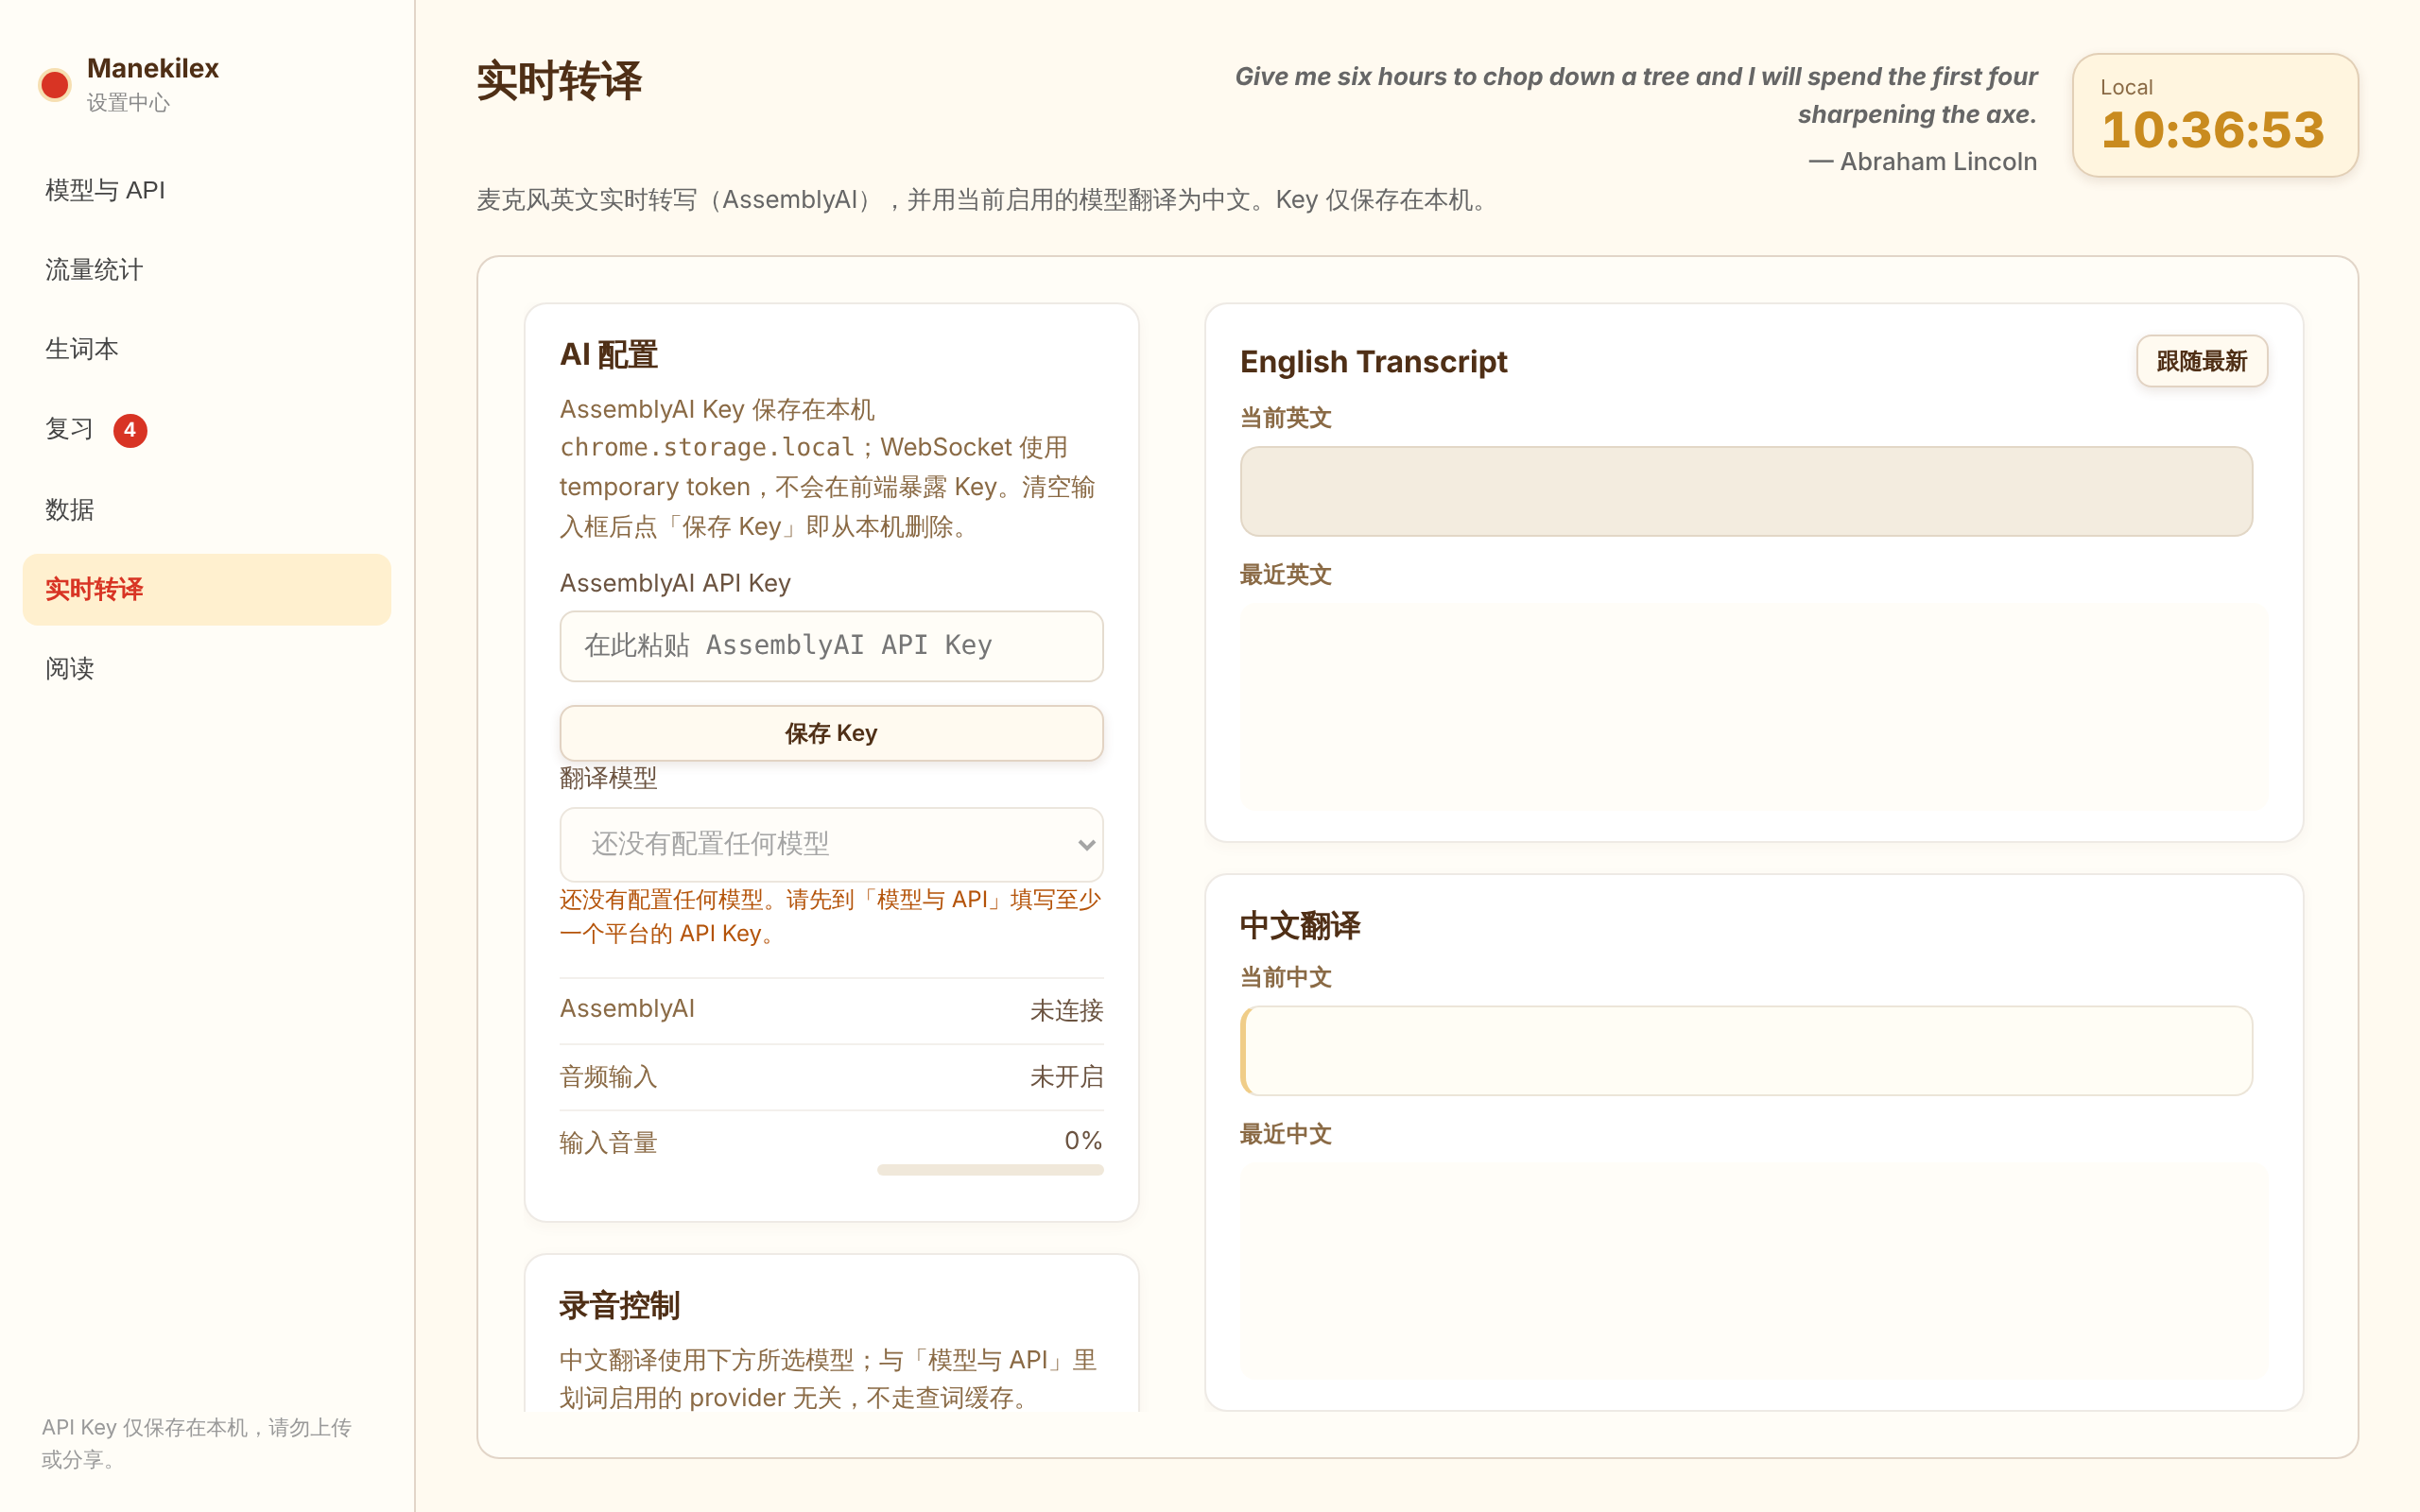 Manekilex
设置中心
模型与 API
流量统计
生词本
复习 4
数据
实时转译
阅读
API Key 仅保存在本机，请勿上传
或分享。
实时转译
Give me six hours to chop down a tree and I will spend the first four
sharpening the axe.
— Abraham Lincoln
Local
10:36:53
麦克风英文实时转写（AssemblyAI），并用当前启用的模型翻译为中文。Key 仅保存在本机。
AI 配置
AssemblyAI Key 保存在本机
chrome.storage.local；WebSocket 使用
temporary token，不会在前端暴露 Key。清空输
入框后点「保存 Key」即从本机删除。
AssemblyAI API Key
在此粘贴 AssemblyAI API Key
保存 Key
翻译模型
还没有配置任何模型
还没有配置任何模型。请先到「模型与 API」填写至少
一个平台的 API Key。
AssemblyAI 未连接
音频输入 未开启
输入音量 0%
录音控制
中文翻译使用下方所选模型；与「模型与 API」里
划词启用的 provider 无关，不走查词缓存。
English Transcript
跟随最新
当前英文
最近英文
中文翻译
当前中文
最近中文